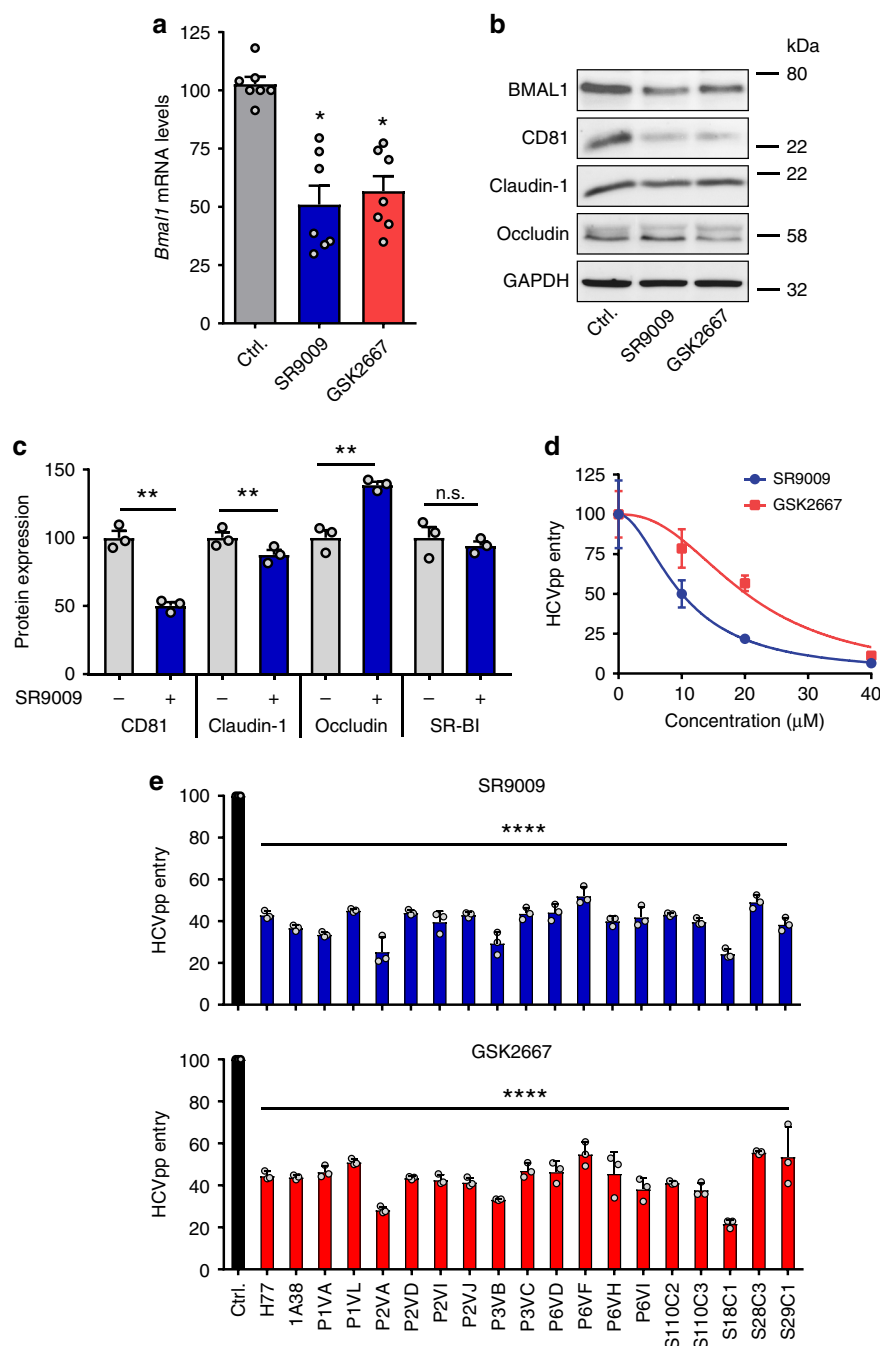 a
Bmal1 mRNA levels
125
100
75
50
25
0
*
*
Ctrl.
SR9009
GSK2667
b
kDa
BMAL1
80
CD81
22
Claudin-1
22
Occludin
58
GAPDH
32
Ctrl.
SR9009
GSK2667
c
Protein expression
150
100
50
0
**
**
**
n.s.
SR9009
– + – + – + – +
CD81 Claudin-1 Occludin SR-BI
d
HCVpp entry
125
100
75
50
25
0
SR9009
GSK2667
0 10 20 30 40
Concentration (μM)
e
SR9009
HCVpp entry
100
80
60
40
20
0
****
GSK2667
HCVpp entry
100
80
60
40
20
0
****
Ctrl.
H77
1A38
P1VA
P1VL
P2VA
P2VD
P2VI
P2VJ
P3VB
P3VC
P6VD
P6VF
P6VH
P6VI
S110C2
S110C3
S18C1
S28C3
S29C1